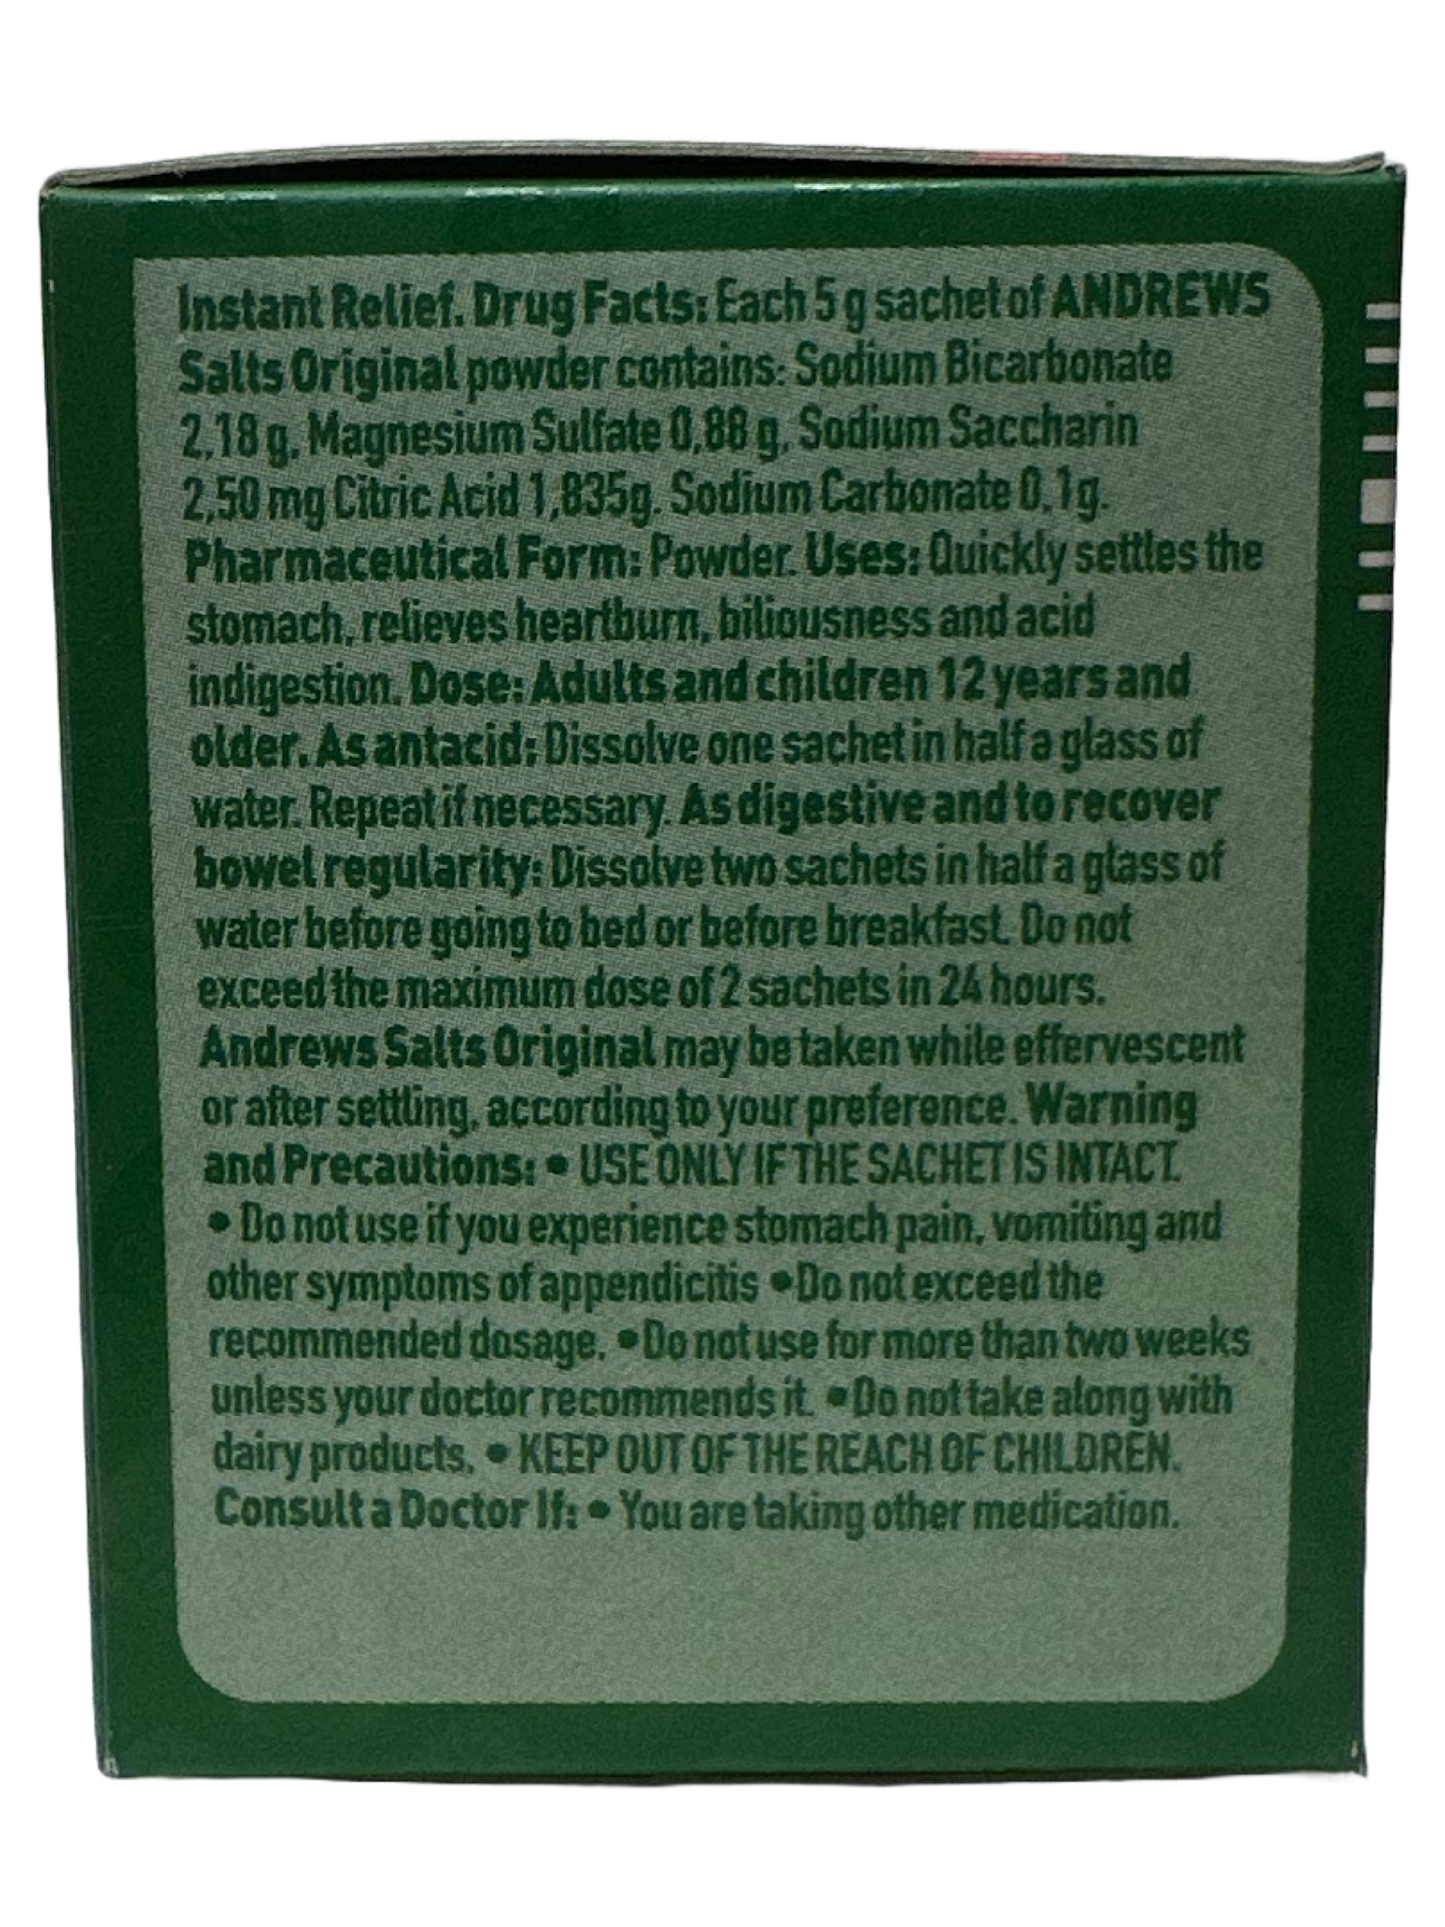 Instant Relief. Drug Facts: Each 5 g sachet of ANDREWS
Salts Original powder contains: Sodium Bicarbonate
2,18 g, Magnesium Sulfate 0,88 g, Sodium Saccharin
2,50 mg Citric Acid 1,835g. Sodium Carbonate 0,1g.
Pharmaceutical Form: Powder. Uses: Quickly settles the
stomach, relieves heartburn, biliousness and acid
indigestion. Dose: Adults and children 12 years and
older. As antacid: Dissolve one sachet in half a glass of
water. Repeat if necessary. As digestive and to recover
bowel regularity: Dissolve two sachets in half a glass of
water before going to bed or before breakfast. Do not
exceed the maximum dose of 2 sachets in 24 hours.
Andrews Salts Original may be taken while effervescent
or after settling, according to your preference. Warning
and Precautions: • USE ONLY IF THE SACHET IS INTACT.
• Do not use if you experience stomach pain, vomiting and
other symptoms of appendicitis •Do not exceed the
recommended dosage. •Do not use for more than two weeks
unless your doctor recommends it. •Do not take along with
dairy products. • KEEP OUT OF THE REACH OF CHILDREN.
Consult a Doctor If: • You are taking other medication.